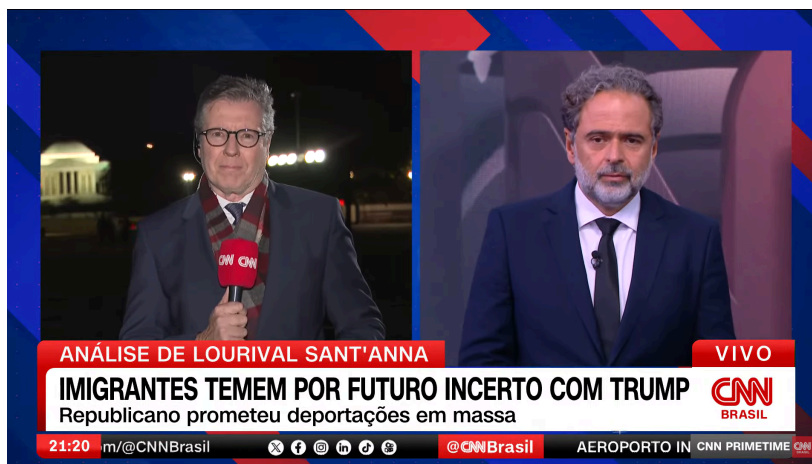 CNN CNN
ANÁLISE DE LOURIVAL SANT'ANNA
VIVO
IMIGRANTES TEMEM POR FUTURO INCERTO COM TRUMP
Republicano prometeu deportações em massa
CNN
BRASIL
21:20
m/@CNNBrasil
@CNNBrasil
AEROPORTO IN
CNN PRIMETIME